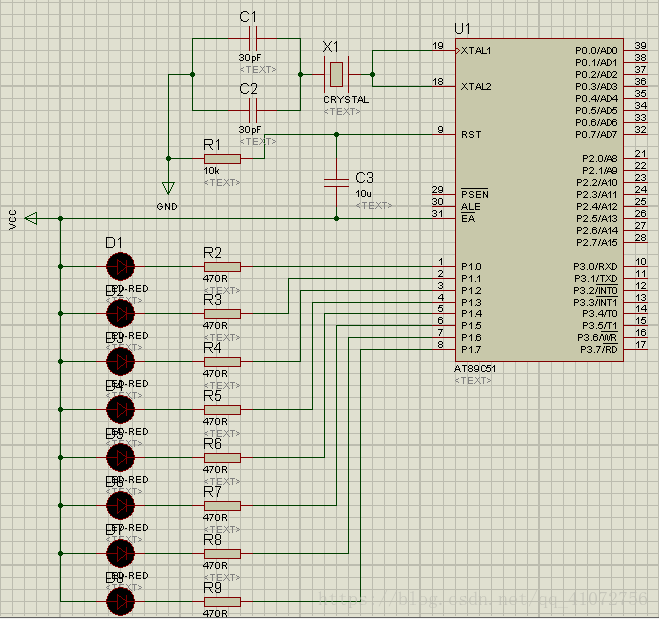 C1
30pF
<TEXT>
C2
30pF
<TEXT>
X1
CRYSTAL
<TEXT>
R1
10k
<TEXT>
GND
C3
10u
<TEXT>
VCC
U1
19 XTAL1
18 XTAL2
9 RST
29 PSEN
30 ALE
31 EA
1 P1.0
2 P1.1
3 P1.2
4 P1.3
5 P1.4
6 P1.5
7 P1.6
8 P1.7
P0.0/AD0 39
P0.1/AD1 38
P0.2/AD2 37
P0.3/AD3 36
P0.4/AD4 35
P0.5/AD5 34
P0.6/AD6 33
P0.7/AD7 32
P2.0/A8 21
P2.1/A9 22
P2.2/A10 23
P2.3/A11 24
P2.4/A12 25
P2.5/A13 26
P2.6/A14 27
P2.7/A15 28
P3.0/RXD 10
P3.1/TXD 11
P3.2/INT0 12
P3.3/INT1 13
P3.4/T0 14
P3.5/T1 15
P3.6/WR 16
P3.7/RD 17
AT89C51
<TEXT>
D1
LED-RED
<TEXT>
R2
470R
<TEXT>
D2
LED-RED
<TEXT>
R3
470R
<TEXT>
D3
LED-RED
<TEXT>
R4
470R
<TEXT>
D4
LED-RED
<TEXT>
R5
470R
<TEXT>
D5
LED-RED
<TEXT>
R6
470R
<TEXT>
D6
LED-RED
<TEXT>
R7
470R
<TEXT>
D7
LED-RED
<TEXT>
R8
470R
<TEXT>
D8
R9
470R
https://blog.csdn.net/qq_41072756